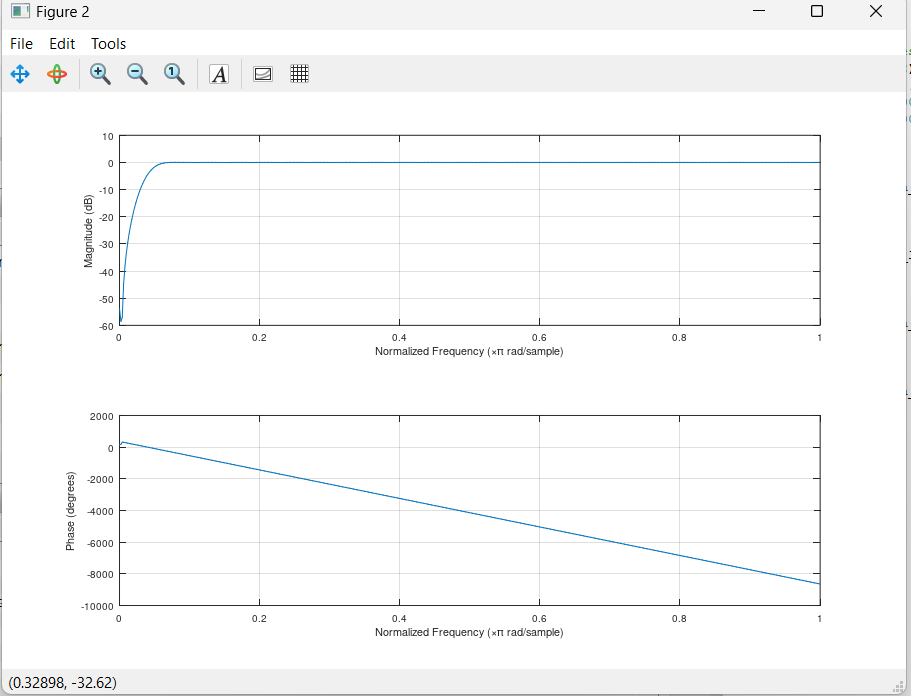 Figure 2
File Edit Tools
A
10
0
-10
-20
-30
-40
-50
-60
Magnitude (dB)
0 0.2 0.4 0.6 0.8 1
Normalized Frequency (×π rad/sample)
2000
0
-2000
-4000
-6000
-8000
-10000
Phase (degrees)
0 0.2 0.4 0.6 0.8 1
Normalized Frequency (×π rad/sample)
(0.32898, -32.62)